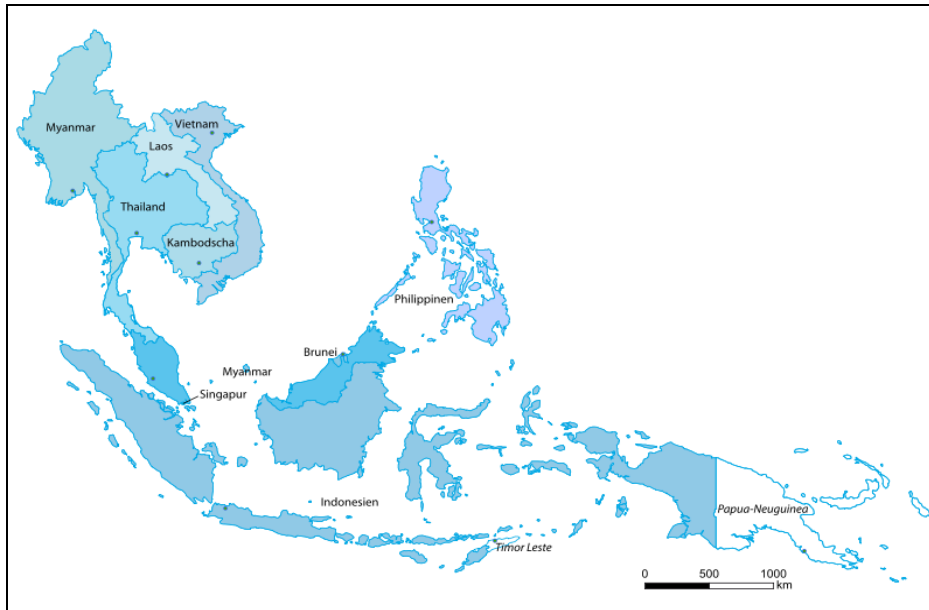 Vietnam
Myanmar
Laos
Thailand
Kambodscha
Philippinen
Brunei
Myanmar
Singapur
Indonesien
Papua-Neuguinea
Timor Leste
0 500 1000
km